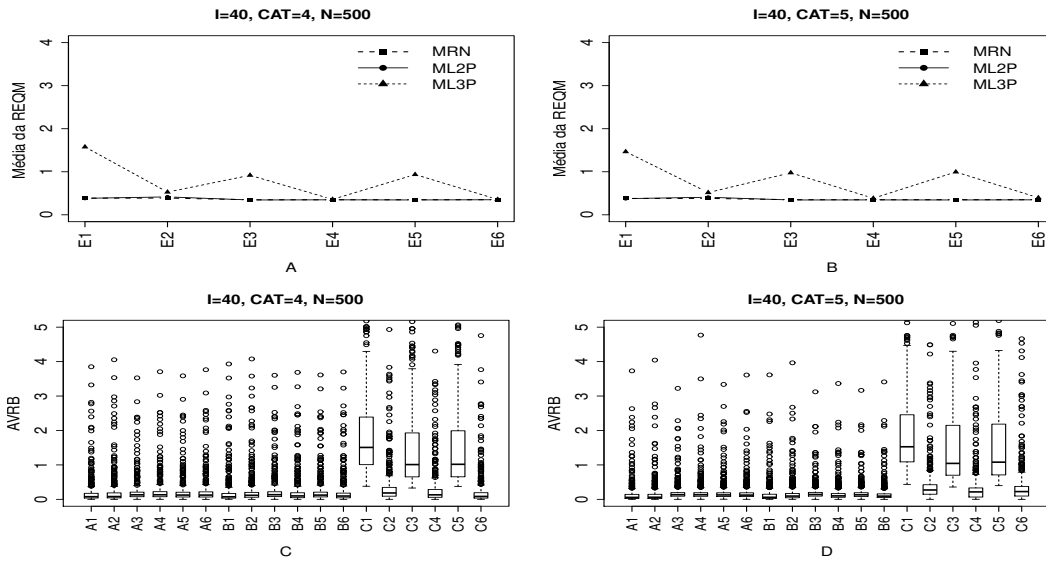 I=40, CAT=4, N=500
Média da REQM
4
3
2
1
0
MRN
ML2P
ML3P
E1 E2 E3 E4 E5 E6
A
I=40, CAT=5, N=500
Média da REQM
4
3
2
1
0
MRN
ML2P
ML3P
E1 E2 E3 E4 E5 E6
B
I=40, CAT=4, N=500
AVRB
5
4
3
2
1
0
A1 A2 A3 A4 A5 A6 B1 B2 B3 B4 B5 B6 C1 C2 C3 C4 C5 C6
C
I=40, CAT=5, N=500
AVRB
5
4
3
2
1
0
A1 A2 A3 A4 A5 A6 B1 B2 B3 B4 B5 B6 C1 C2 C3 C4 C5 C6
D